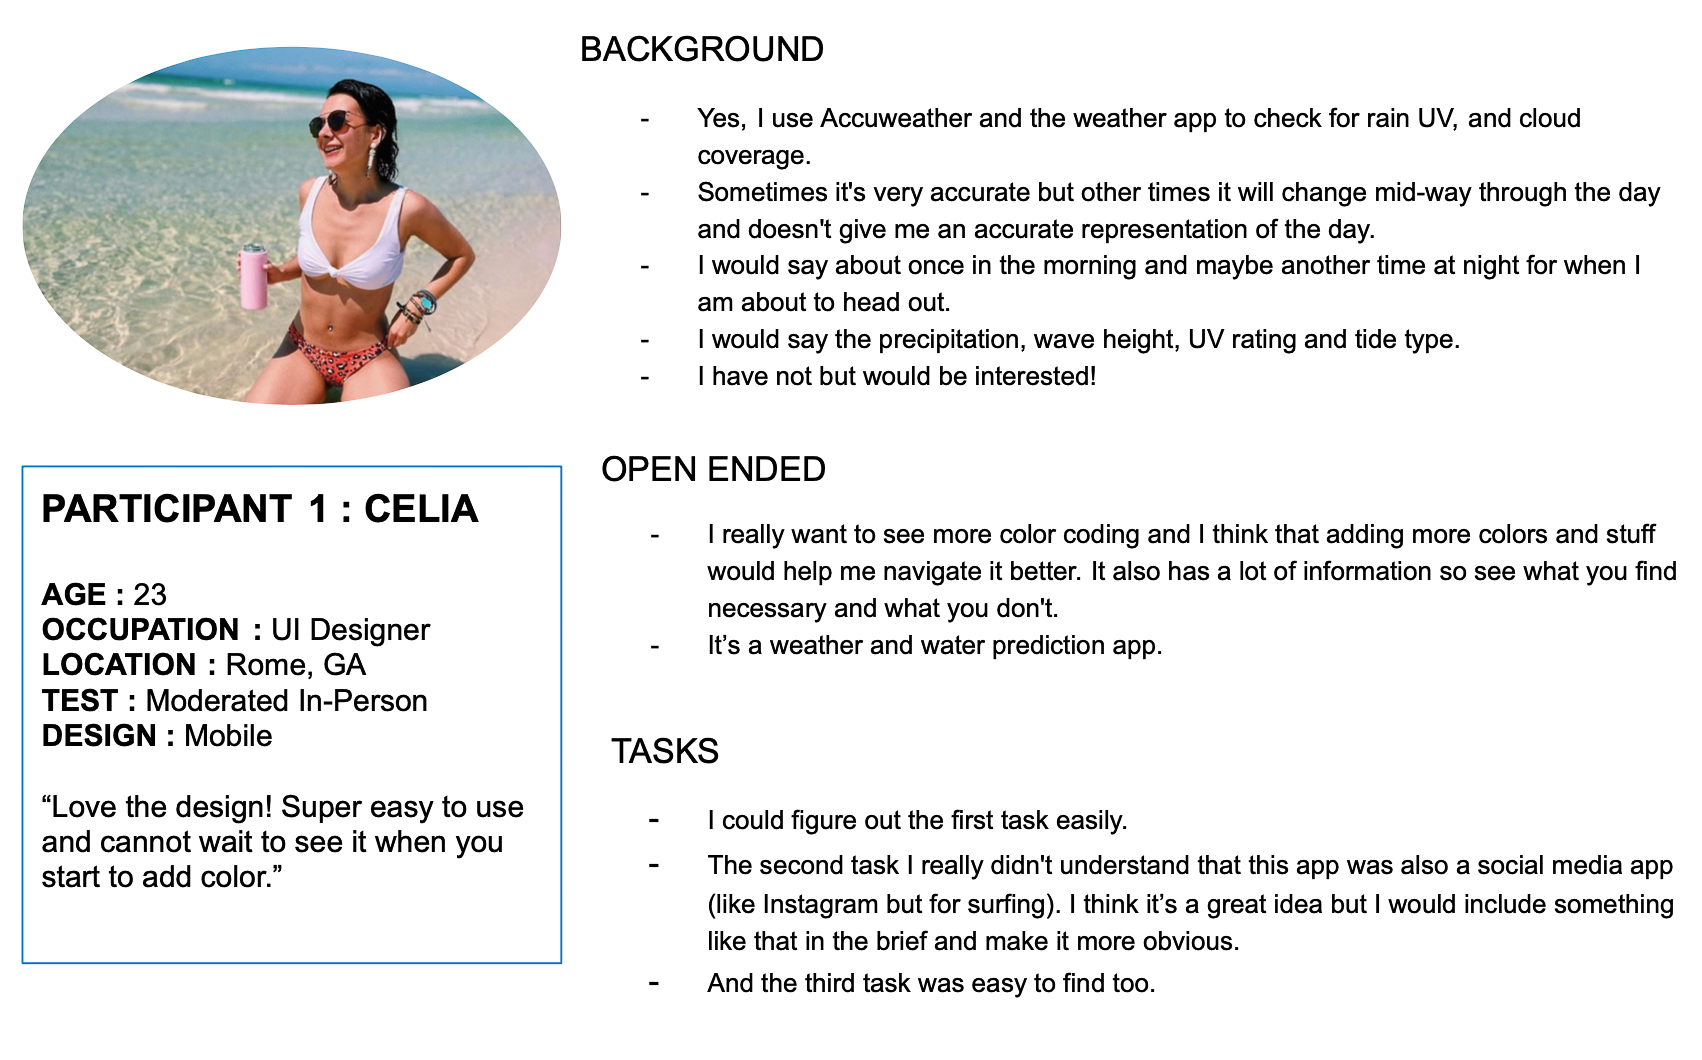 BACKGROUND
- Yes, I use Accuweather and the weather app to check for rain UV, and cloud
coverage.
- Sometimes it's very accurate but other times it will change mid-way through the day
and doesn't give me an accurate representation of the day.
- I would say about once in the morning and maybe another time at night for when I
am about to head out.
- I would say the precipitation, wave height, UV rating and tide type.
- I have not but would be interested!
PARTICIPANT 1 : CELIA
AGE : 23
OCCUPATION : UI Designer
LOCATION : Rome, GA
TEST : Moderated In-Person
DESIGN : Mobile
“Love the design! Super easy to use
and cannot wait to see it when you
start to add color.”
OPEN ENDED
- I really want to see more color coding and I think that adding more colors and stuff
would help me navigate it better. It also has a lot of information so see what you find
necessary and what you don't.
- It’s a weather and water prediction app.
TASKS
- I could figure out the first task easily.
- The second task I really didn't understand that this app was also a social media app
(like Instagram but for surfing). I think it’s a great idea but I would include something
like that in the brief and make it more obvious.
- And the third task was easy to find too.